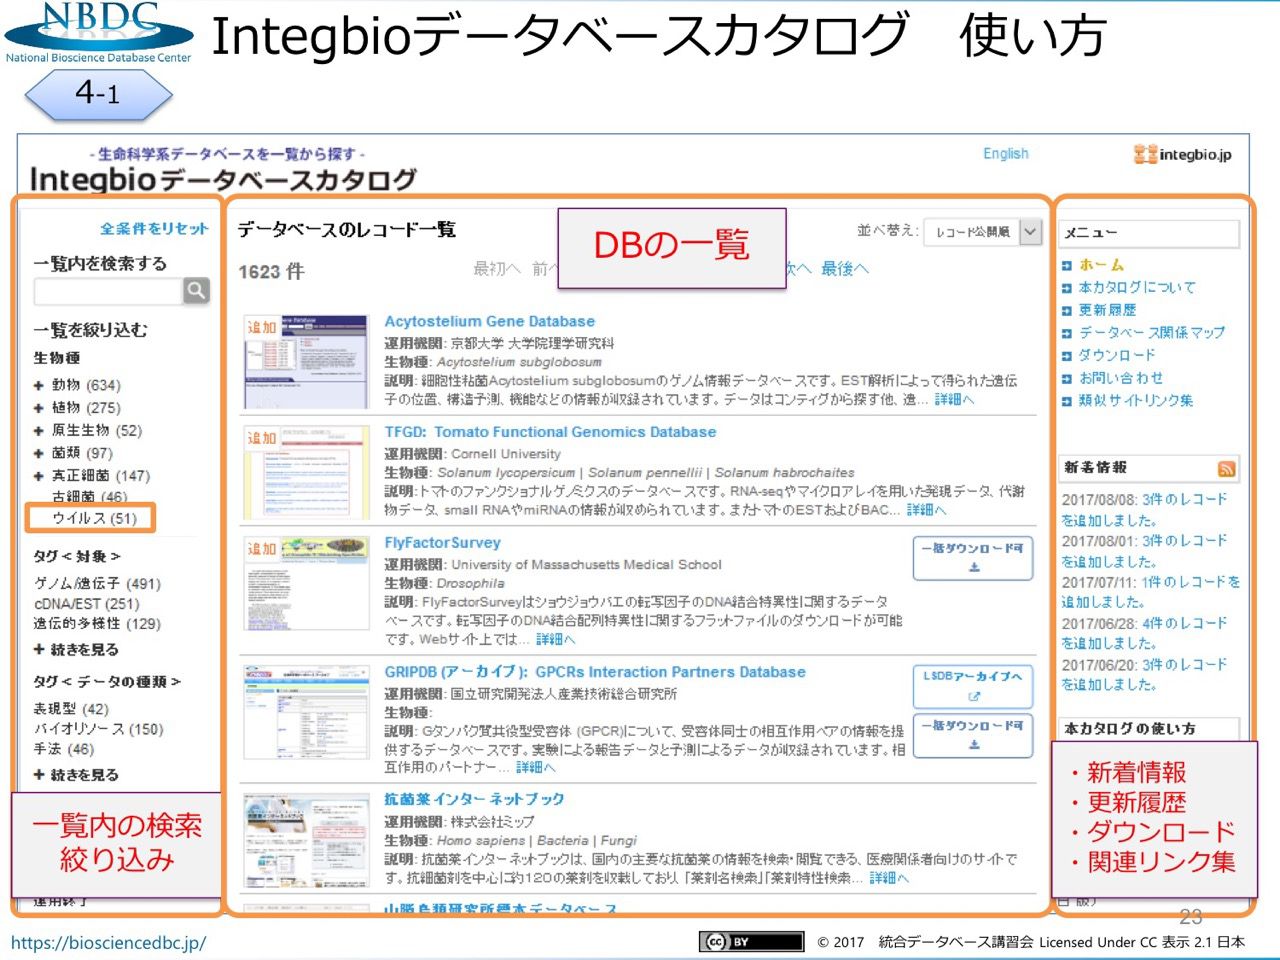 NBDC
National Bioscience Database Center
Integbioデータベースカタログ　使い方
4-1
- 生命科学系データベースを一覧から探す -
Integbioデータベースカタログ
English
integbio.jp
全条件をリセット
一覧内を検索する
一覧を絞り込む
生物種
+ 動物 (634)
+ 植物 (275)
+ 原生生物 (52)
+ 菌類 (97)
+ 真正細菌 (147)
古細菌 (46)
ウイルス (51)
タグ < 対象 >
ゲノム/遺伝子 (491)
cDNA/EST (251)
遺伝的多様性 (129)
+ 続きを見る
タグ < データの種類 >
表現型 (42)
バイオリソース (150)
手法 (46)
+ 続きを見る
一覧内の検索
絞り込み
運用終了
データベースのレコード一覧
DBの一覧
並べ替え: レコード公開順
1623 件
最初へ 前へ 次へ 最後へ
追加
Acytostelium Gene Database
運用機関: 京都大学 大学院理学研究科
生物種: Acytostelium subglobosum
説明: 細胞性粘菌Acytostelium subglobosumのゲノム情報データベースです。EST解析によって得られた遺伝
子の位置、構造予測、機能などの情報が収録されています。データはコンティグから探す他、遺... 詳細へ
追加
TFGD: Tomato Functional Genomics Database
運用機関: Cornell University
生物種: Solanum lycopersicum | Solanum pennellii | Solanum habrochaites
説明: トマトのファンクショナルゲノミクスのデータベースです。RNA-seqやマイクロアレイを用いた発現データ、代謝
物データ、small RNAやmiRNAの情報が収められています。またトマトのESTおよびBAC... 詳細へ
追加
FlyFactorSurvey
運用機関: University of Massachusetts Medical School
生物種: Drosophila
説明: FlyFactorSurveyはショウジョウバエの転写因子のDNA結合特異性に関するデータ
ベースです。転写因子のDNA結合配列特異性に関するフラットファイルのダウンロードが可能
です。Webサイト上では... 詳細へ
一括ダウンロード可
GRIPDB (アーカイブ): GPCRs Interaction Partners Database
運用機関: 国立研究開発法人産業技術総合研究所
生物種:
説明: Gタンパク質共役型受容体 (GPCR)について、受容体同士の相互作用ペアの情報を提
供するデータベースです。実験による報告データと予測によるデータが収録されています。相
互作用のパートナー... 詳細へ
LSDBアーカイブへ
一括ダウンロード可
抗菌薬インターネットブック
運用機関: 株式会社ミップ
生物種: Homo sapiens | Bacteria | Fungi
説明: 抗菌薬インターネットブックは、国内の主要な抗菌薬の情報を検索・閲覧できる、医療関係者向けのサイトで
す。抗細菌剤を中心に約120の薬剤を収載しており、「薬剤名検索」「薬剤特性検索... 詳細へ
山階鳥類研究所標本データベース
メニュー
ホーム
本カタログについて
更新履歴
データベース関係マップ
ダウンロード
お問い合わせ
類似サイトリンク集
新着情報
2017/08/08: 3件のレコード
を追加しました。
2017/08/01: 3件のレコード
を追加しました。
2017/07/11: 1件のレコードを
追加しました。
2017/06/28: 4件のレコード
を追加しました。
2017/06/20: 3件のレコード
を追加しました。
本カタログの使い方
・新着情報
・更新履歴
・ダウンロード
・関連リンク集
日 版)
23
https://biosciencedbc.jp/
cc BY
© 2017　統合データベース講習会 Licensed Under CC 表示 2.1 日本